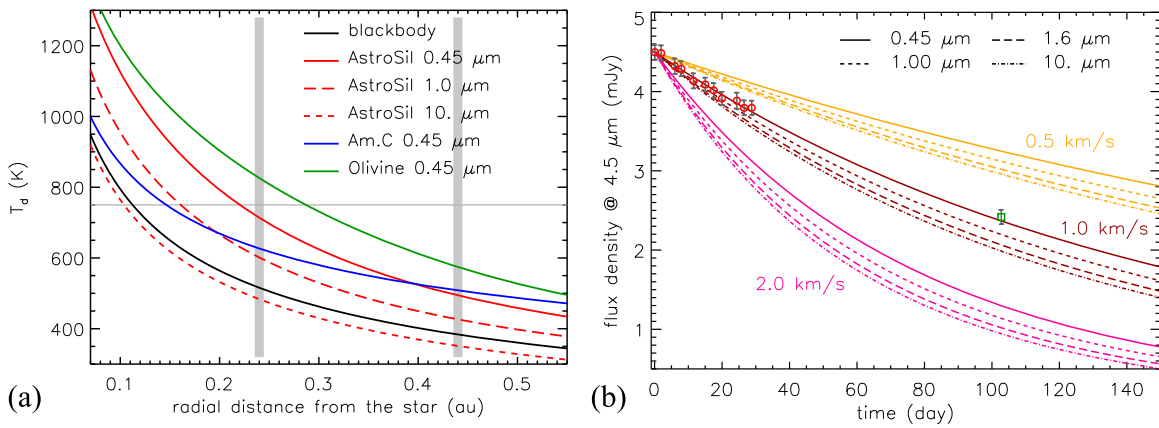 1200
1000
800
600
400
T_d (K)
blackbody
AstroSil 0.45 μm
AstroSil 1.0 μm
AstroSil 10. μm
Am.C 0.45 μm
Olivine 0.45 μm
0.1 0.2 0.3 0.4 0.5
radial distance from the star (au)
(a)
5
4
3
2
1
flux density @ 4.5 μm (mJy)
0.45 μm 1.6 μm
1.00 μm 10. μm
0.5 km/s
1.0 km/s
2.0 km/s
0 20 40 60 80 100 120 140
time (day)
(b)